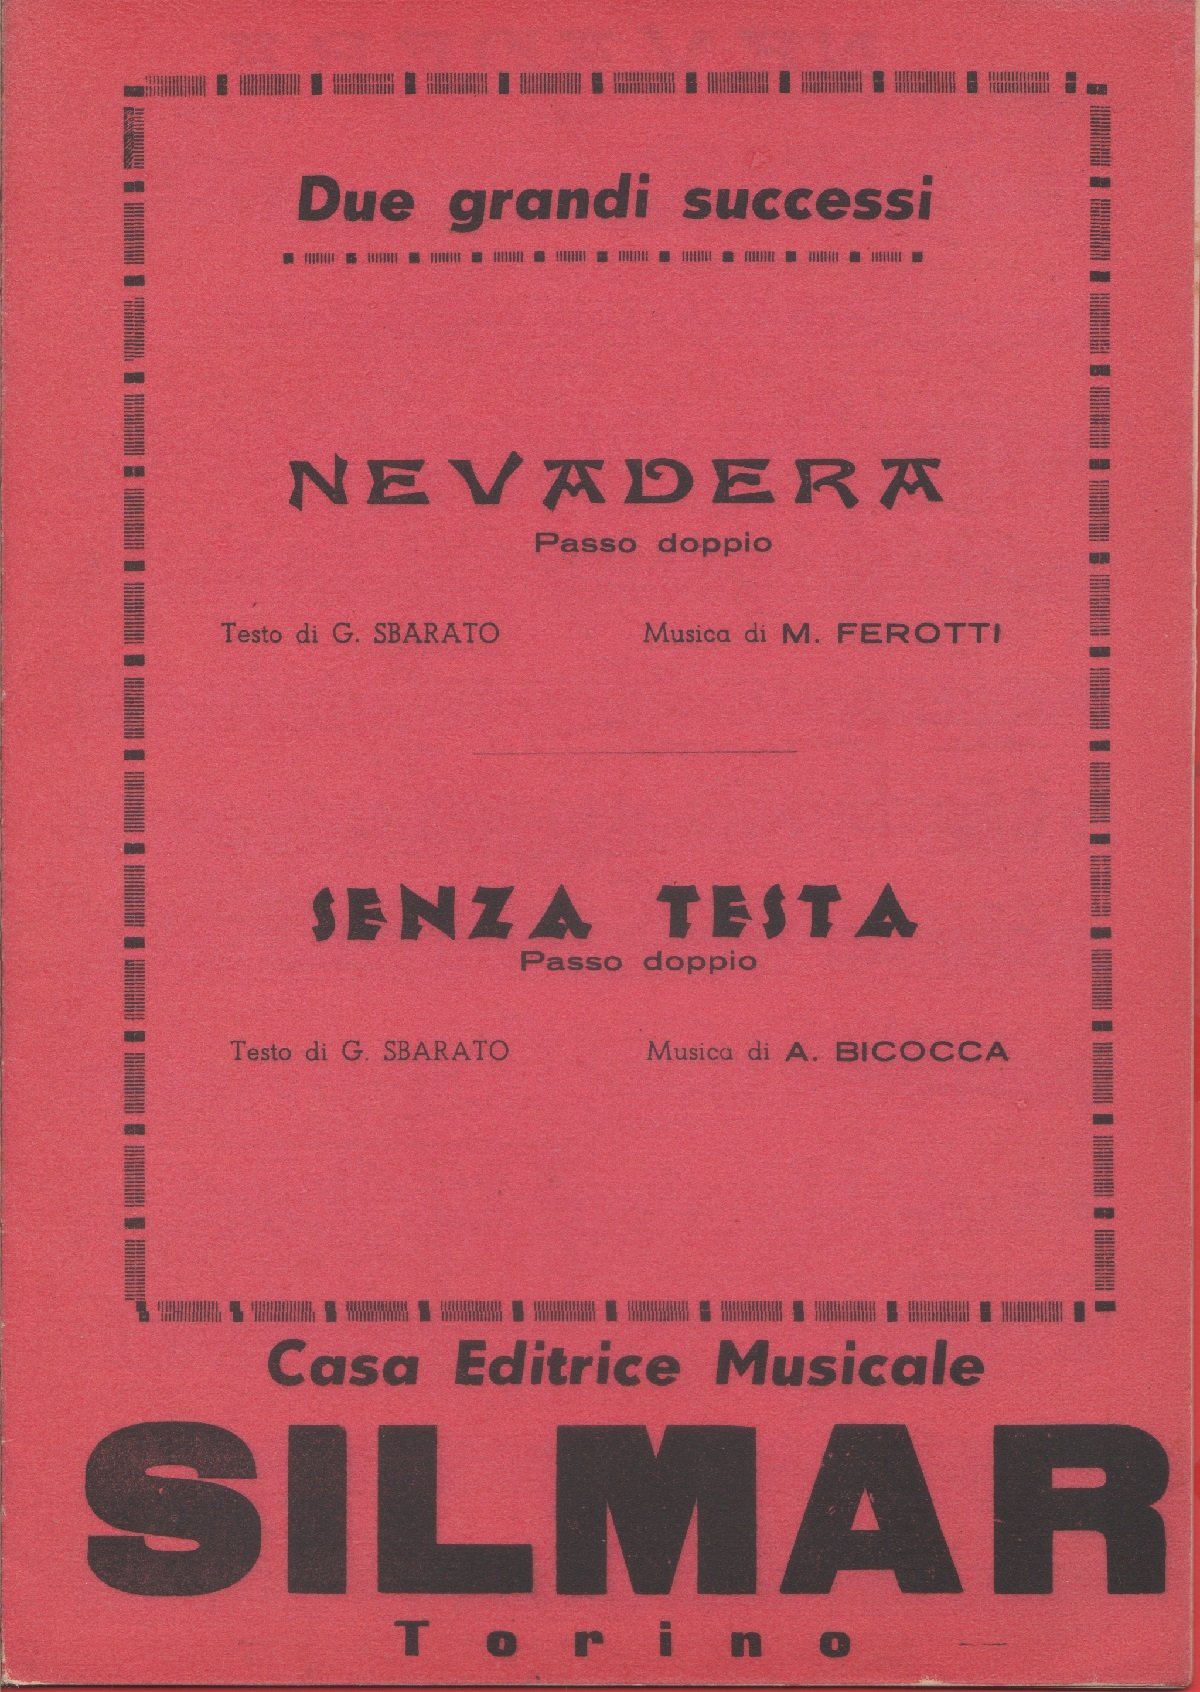 Due grandi successi
NEVADERA
Passo doppio
Testo di G. SBARATO Musica di M. FEROTTI
SENZA TESTA
Passo doppio
Testo di G. SBARATO Musica di A. BICOCCA
Casa Editrice Musicale
SILMAR
Torino